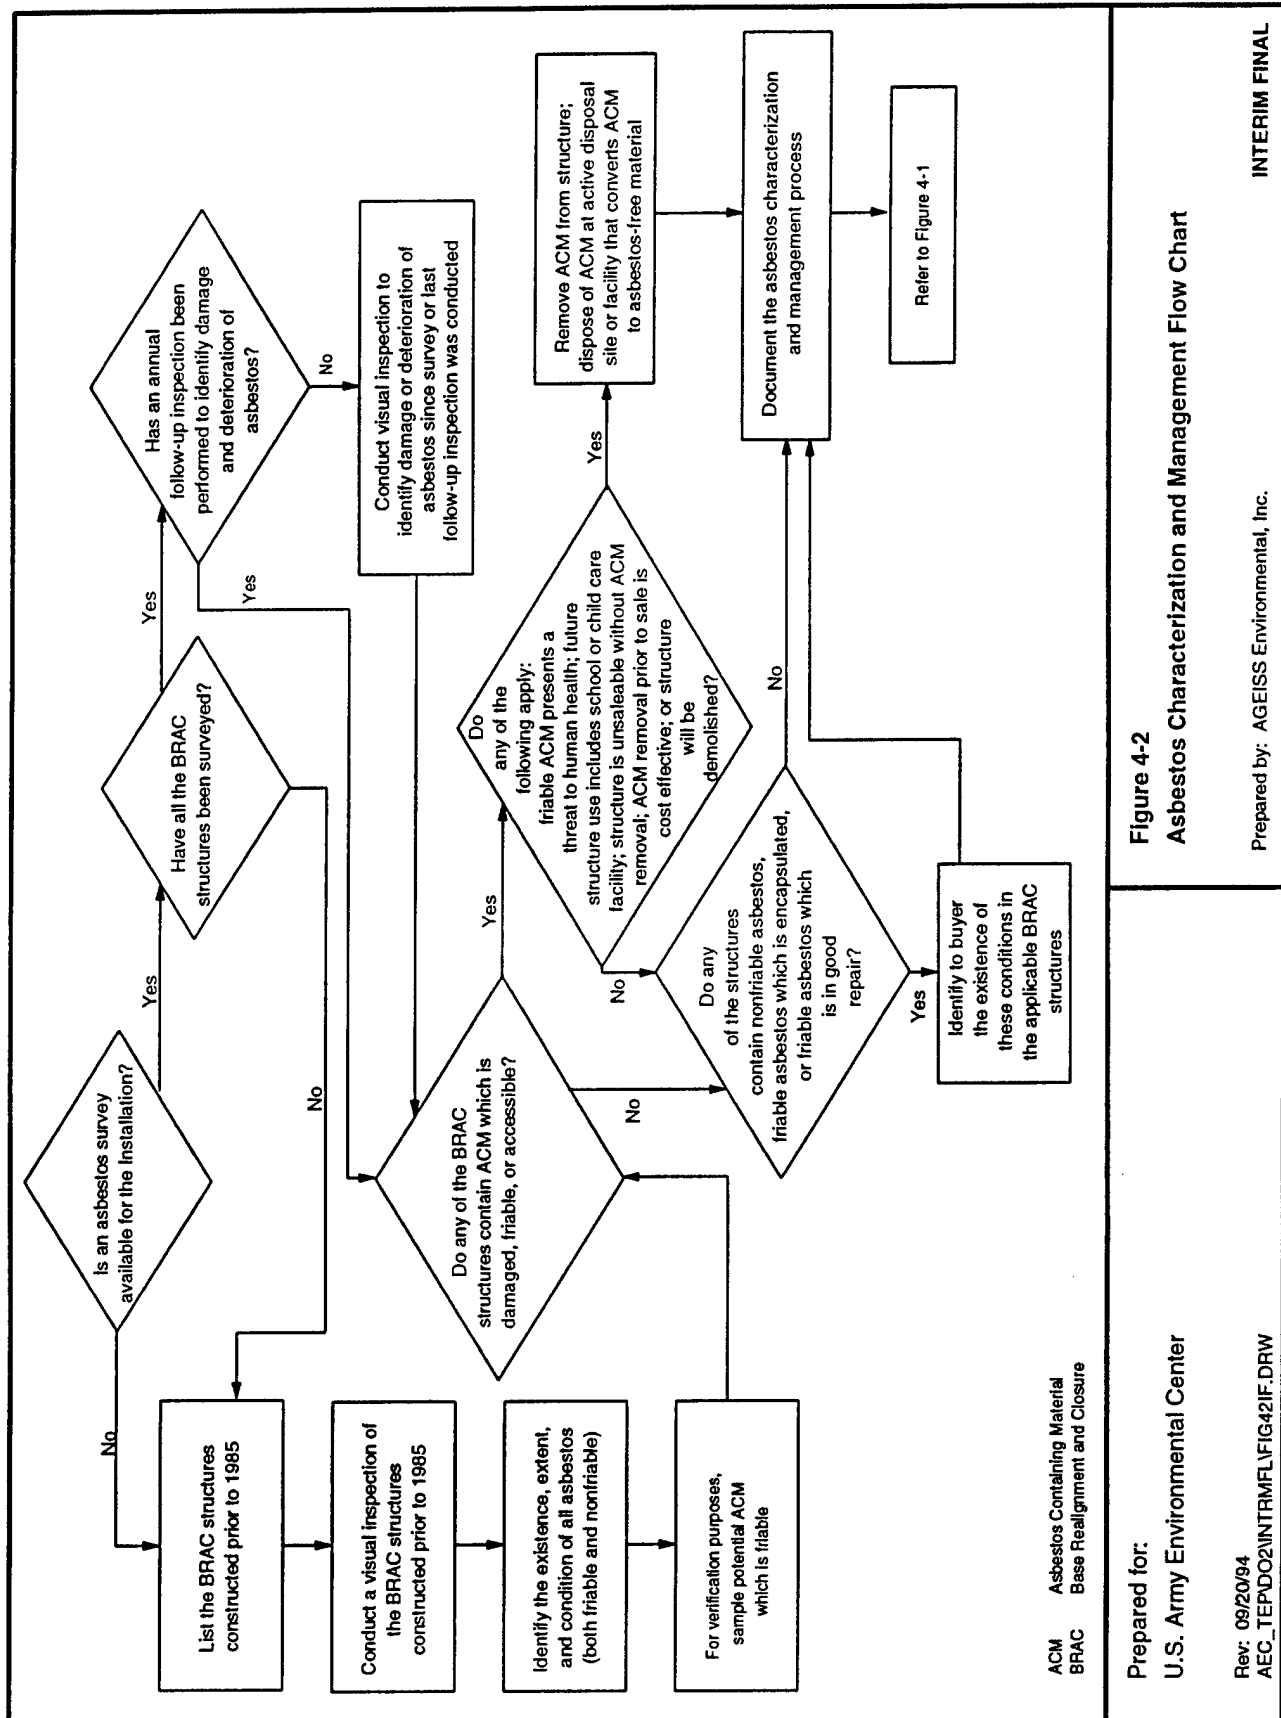 Is an asbestos survey
available for the Installation?
No
Yes
Have all the BRAC
structures been surveyed?
Yes
No
Has an annual
follow-up inspection been
performed to identify damage
and deterioration of
asbestos?
Yes
No
List the BRAC structures
constructed prior to 1985
Conduct a visual inspection of
the BRAC structures
constructed prior to 1985
Identify the existence, extent,
and condition of all asbestos
(both friable and nonfriable)
For verification purposes,
sample potential ACM
which is friable
Conduct visual inspection to
identify damage or deterioration of
asbestos since survey or last
follow-up inspection was conducted
Do any of the BRAC
structures contain ACM which is
damaged, friable, or accessible?
Yes
No
Do
any of the
following apply:
friable ACM presents a
threat to human health; future
structure use includes school or child care
facility; structure is unsaleable without ACM
removal; ACM removal prior to sale is
cost effective; or structure
will be
demolished?
Yes
No
Remove ACM from structure;
dispose of ACM at active disposal
site or facility that converts ACM
to asbestos-free material
Do any
of the structures
contain nonfriable asbestos,
friable asbestos which is encapsulated,
or friable asbestos which
is in good
repair?
No
Yes
Identify to buyer
the existence of
these conditions in
the applicable BRAC
structures
Document the asbestos characterization
and management process
Refer to Figure 4-1
ACM Asbestos Containing Material
BRAC Base Realignment and Closure
Prepared for:
U.S. Army Environmental Center
Rev: 09/20/94
AEC_TEP\DO2\INTRMFL\FIG42IF.DRW
Figure 4-2
Asbestos Characterization and Management Flow Chart
Prepared by: AGEISS Environmental, Inc.
INTERIM FINAL